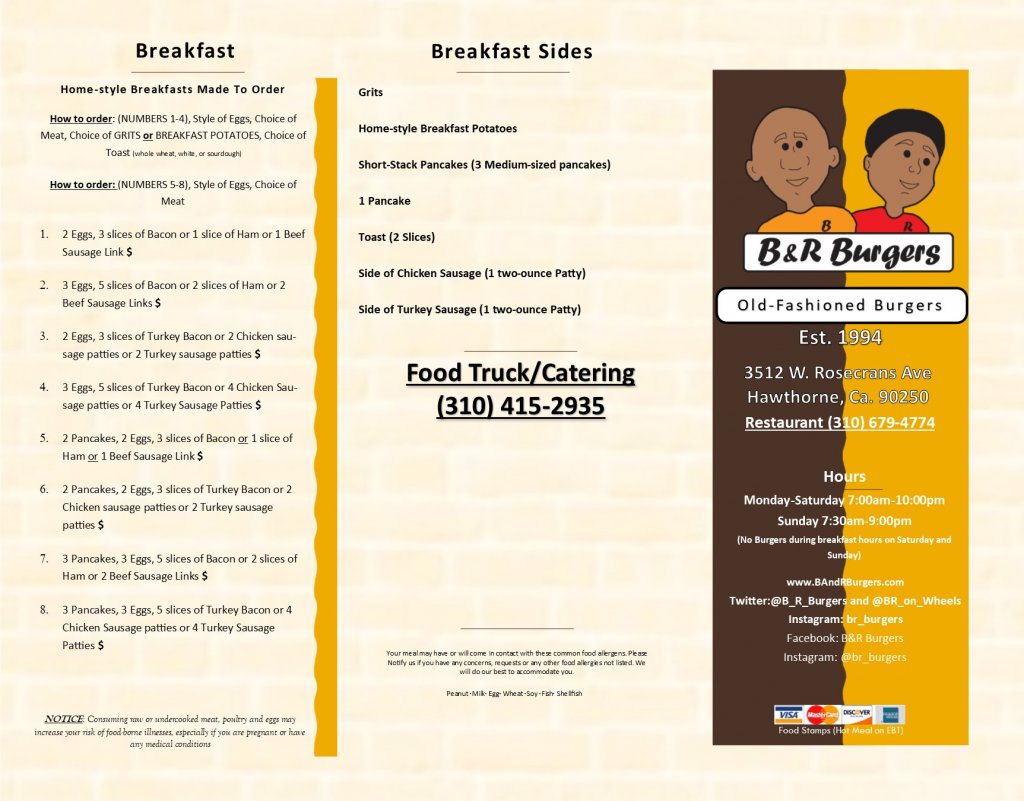 Breakfast
Home-style Breakfasts Made To Order
How to order: (NUMBERS 1-4), Style of Eggs, Choice of
Meat, Choice of GRITS or BREAKFAST POTATOES, Choice of
Toast (whole wheat, white, or sourdough)
How to order: (NUMBERS 5-8), Style of Eggs, Choice of
Meat
1. 2 Eggs, 3 slices of Bacon or 1 slice of Ham or 1 Beef
Sausage Link $
2. 3 Eggs, 5 slices of Bacon or 2 slices of Ham or 2
Beef Sausage Links $
3. 2 Eggs, 3 slices of Turkey Bacon or 2 Chicken sau-
sage patties or 2 Turkey sausage patties $
4. 3 Eggs, 5 slices of Turkey Bacon or 4 Chicken Sau-
sage patties or 4 Turkey Sausage Patties $
5. 2 Pancakes, 2 Eggs, 3 slices of Bacon or 1 slice of
Ham or 1 Beef Sausage Link $
6. 2 Pancakes, 2 Eggs, 3 slices of Turkey Bacon or 2
Chicken sausage patties or 2 Turkey sausage
patties $
7. 3 Pancakes, 3 Eggs, 5 slices of Bacon or 2 slices of
Ham or 2 Beef Sausage Links $
8. 3 Pancakes, 3 Eggs, 5 slices of Turkey Bacon or 4
Chicken Sausage patties or 4 Turkey Sausage
Patties $
NOTICE: Consuming raw or undercooked meat, poultry and eggs may
increase your risk of food-borne illnesses, especially if you are pregnant or have
any medical conditions
Breakfast Sides
Grits
Home-style Breakfast Potatoes
Short-Stack Pancakes (3 Medium-sized pancakes)
1 Pancake
Toast (2 Slices)
Side of Chicken Sausage (1 two-ounce Patty)
Side of Turkey Sausage (1 two-ounce Patty)
Food Truck/Catering
(310) 415-2935
Your meal may have or will come in contact with these common food allergens. Please
Notify us if you have any concerns, requests or any other food allergies not listed. We
will do our best to accommodate you.
Peanut·Milk· Egg· Wheat·Soy·Fish· Shellfish
B R
B&R Burgers
Old-Fashioned Burgers
Est. 1994
3512 W. Rosecrans Ave
Hawthorne, Ca. 90250
Restaurant (310) 679-4774
Hours
Monday-Saturday 7:00am-10:00pm
Sunday 7:30am-9:00pm
(No Burgers during breakfast hours on Saturday and
Sunday)
www.BAndRBurgers.com
Twitter:@B_R_Burgers and @BR_on_Wheels
Instagram: br_burgers
Facebook: B&R Burgers
Instagram: @br_burgers
VISA MasterCard DISCOVER
Food Stamps (Hot Meal on EBT)